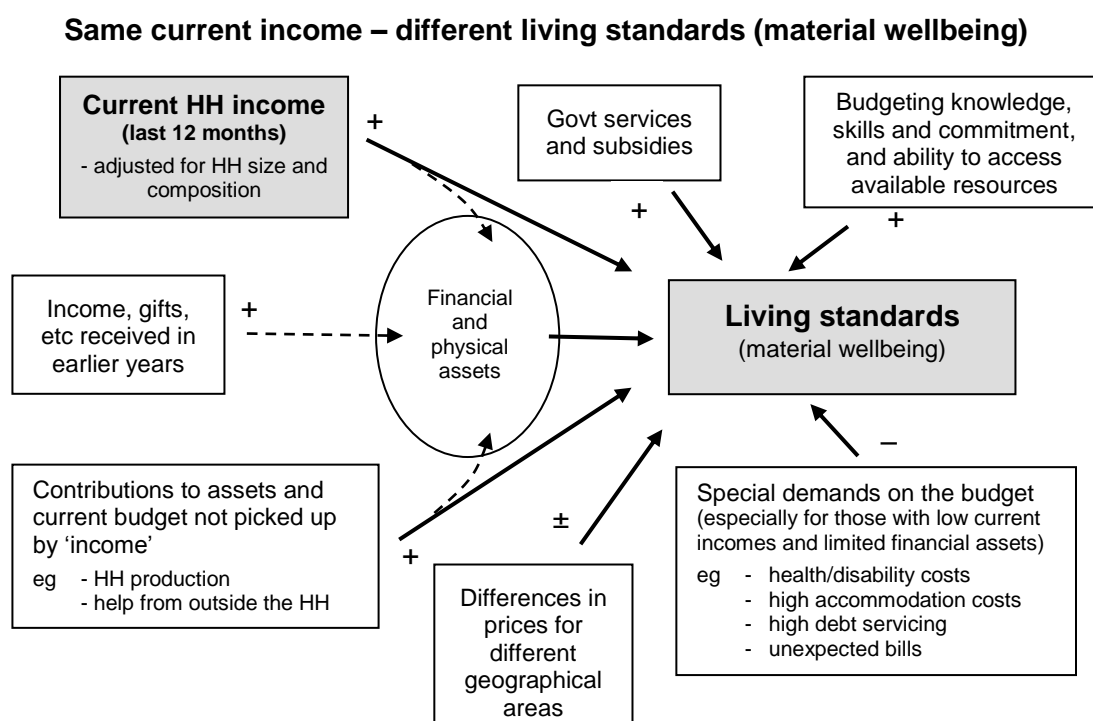 Same current income – different living standards (material wellbeing)
Current HH income
(last 12 months)
- adjusted for HH size and
composition
+
Govt services
and subsidies
+
Budgeting knowledge,
skills and commitment,
and ability to access
available resources
+
Income, gifts,
etc received in
earlier years
+
Financial
and
physical
assets
Living standards
(material wellbeing)
Contributions to assets and
current budget not picked up
by ‘income’
eg - HH production
- help from outside the HH
+
±
Differences in
prices for
different
geographical
areas
–
Special demands on the budget
(especially for those with low current
incomes and limited financial assets)
eg - health/disability costs
- high accommodation costs
- high debt servicing
- unexpected bills